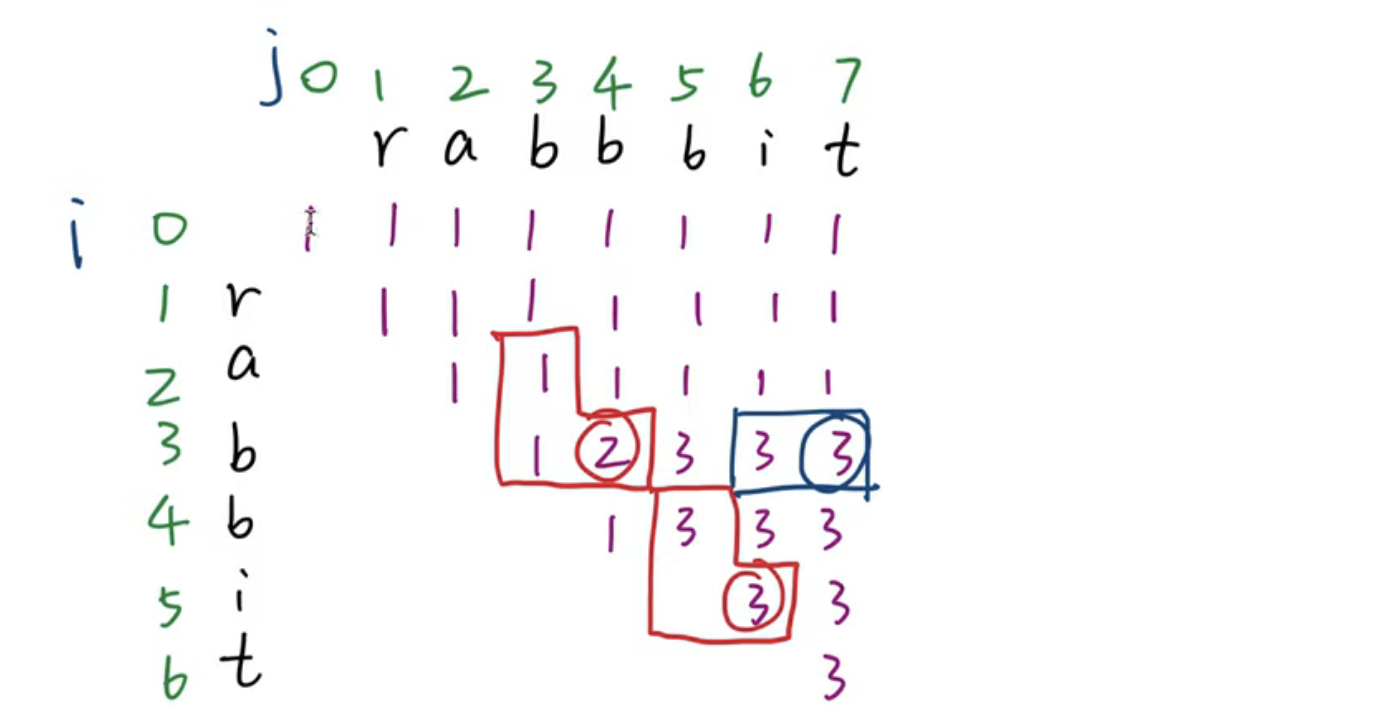 j 0 1 2 3 4 5 6 7
r a b b b i t
i 0 1 1 1 1 1 1 1 1
1 r 1 1 1 1 1 1 1
2 a 1 1 1 1 1 1
3 b 1 2 3 3 3
4 b 1 3 3 3
5 i 3 3
6 t 3